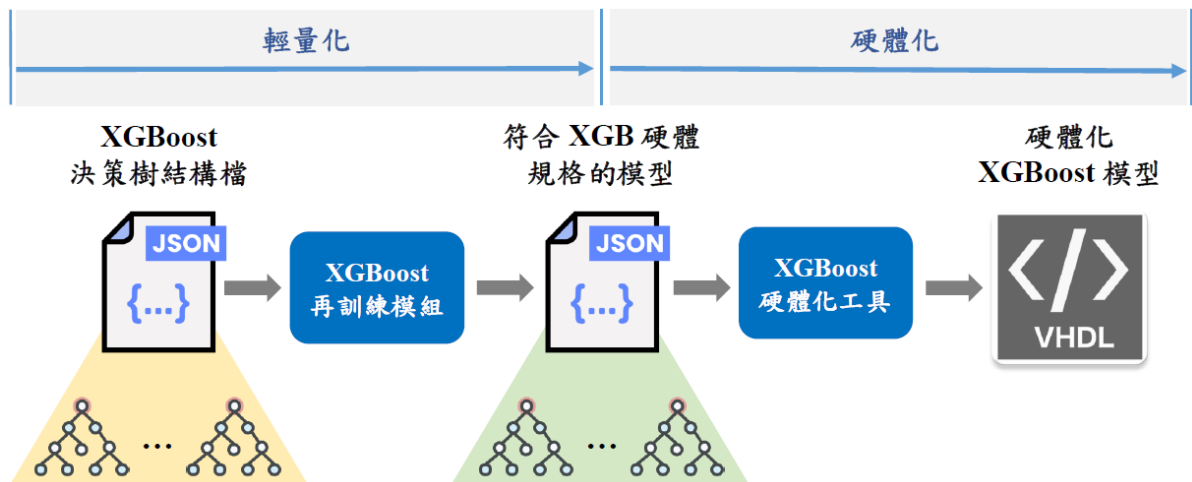 輕量化
硬體化
XGBoost
決策樹結構檔
符合 XGB 硬體
規格的模型
硬體化
XGBoost 模型
JSON
{...}
XGBoost
再訓練模組
JSON
{...}
XGBoost
硬體化工具
</>
VHDL
...
...